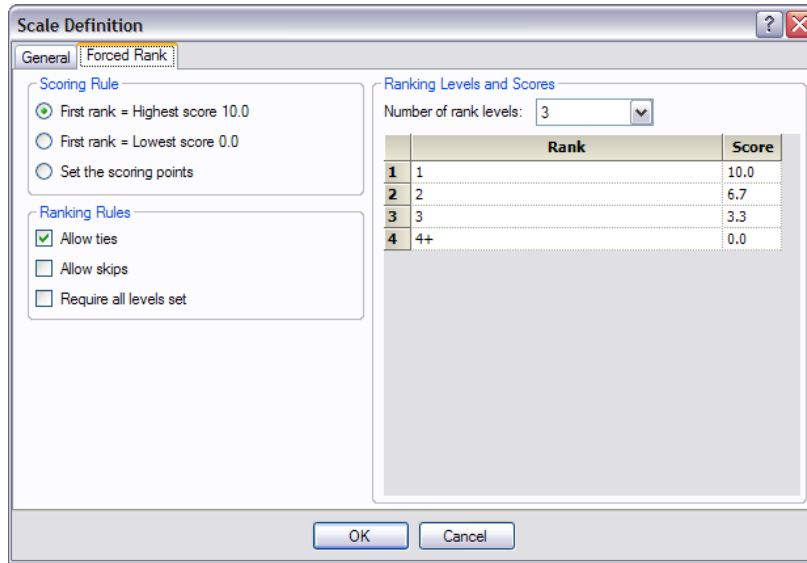 Scale Definition
General
Forced Rank
Scoring Rule
First rank = Highest score 10.0
First rank = Lowest score 0.0
Set the scoring points
Ranking Rules
Allow ties
Allow skips
Require all levels set
Ranking Levels and Scores
Number of rank levels: 3
Rank Score
1 1 10.0
2 2 6.7
3 3 3.3
4 4+ 0.0
OK Cancel